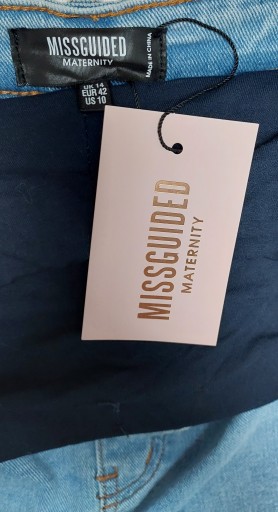 MISSGUIDED
MATERNITY
MADE IN CHINA
UK 14
EUR 42
US 10
MISSGUIDED
MATERNITY